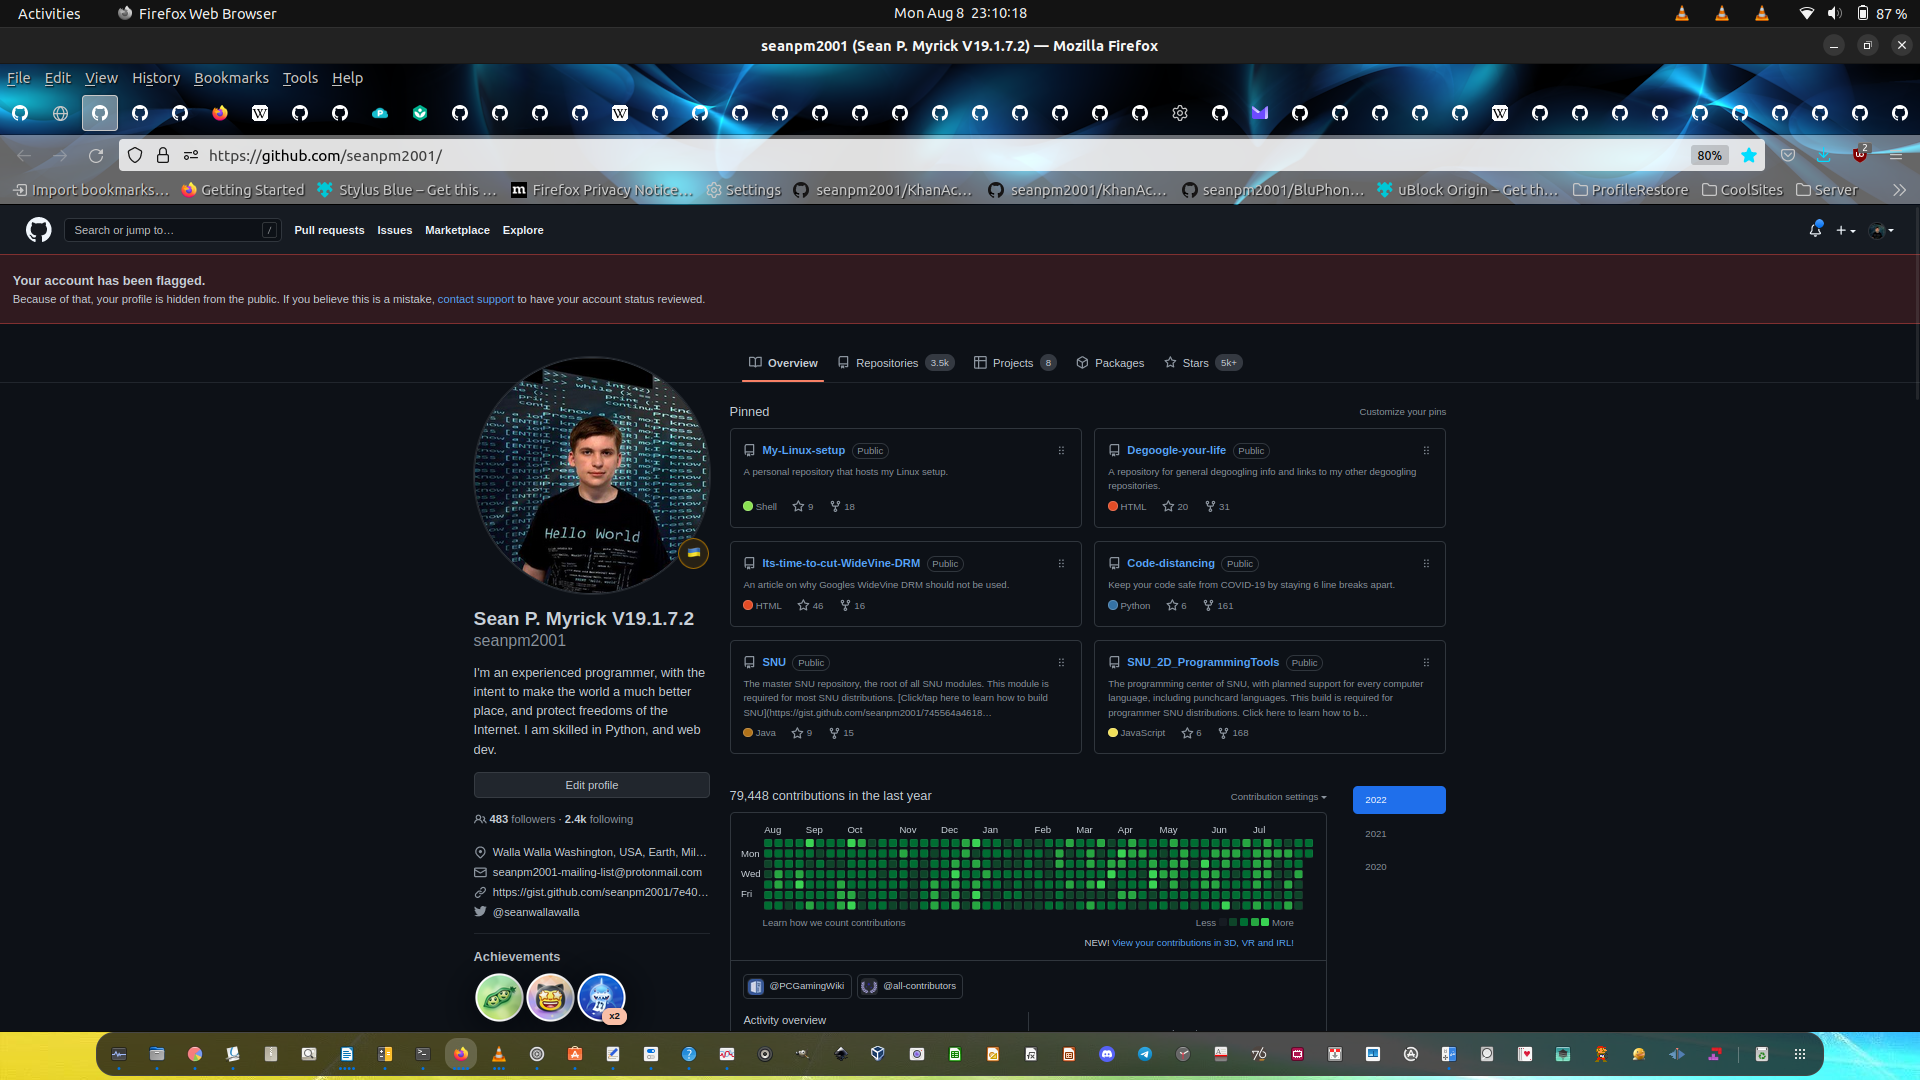 Activities
Firefox Web Browser
Mon Aug 8 23:10:18
87 %
seanpm2001 (Sean P. Myrick V19.1.7.2) — Mozilla Firefox
File Edit View History Bookmarks Tools Help
https://github.com/seanpm2001/
80%
2
Import bookmarks…
Getting Started
Stylus Blue – Get this …
Firefox Privacy Notice…
Settings
seanpm2001/KhanAc…
seanpm2001/KhanAc…
seanpm2001/BluPhon…
uBlock Origin – Get th…
ProfileRestore
CoolSites
Server
Search or jump to…
/
Pull requests Issues Marketplace Explore
Your account has been flagged.
Because of that, your profile is hidden from the public. If you believe this is a mistake, contact support to have your account status reviewed.
Overview
Repositories 3.5k
Projects 8
Packages
Stars 5k+
Hello World
Sean P. Myrick V19.1.7.2
seanpm2001
I'm an experienced programmer, with the
intent to make the world a much better
place, and protect freedoms of the
Internet. I am skilled in Python, and web
dev.
Edit profile
483 followers · 2.4k following
Walla Walla Washington, USA, Earth, Mil…
seanpm2001-mailing-list@protonmail.com
https://gist.github.com/seanpm2001/7e40…
@seanwallawalla
Achievements
x2
Pinned
Customize your pins
My-Linux-setup Public
A personal repository that hosts my Linux setup.
Shell 9 18
Degoogle-your-life Public
A repository for general degoogling info and links to my other degoogling
repositories.
HTML 20 31
Its-time-to-cut-WideVine-DRM Public
An article on why Googles WideVine DRM should not be used.
HTML 46 16
Code-distancing Public
Keep your code safe from COVID-19 by staying 6 line breaks apart.
Python 6 161
SNU Public
The master SNU repository, the root of all SNU modules. This module is
required for most SNU distributions. [Click/tap here to learn how to build
SNU](https://gist.github.com/seanpm2001/745564a4618…
Java 9 15
SNU_2D_ProgrammingTools Public
The programming center of SNU, with planned support for every computer
language, including punchcard languages. This build is required for
programmer SNU distributions. Click here to learn how to b…
JavaScript 6 168
79,448 contributions in the last year
Contribution settings
2022
2021
2020
Aug Sep Oct Nov Dec Jan Feb Mar Apr May Jun Jul
Mon
Wed
Fri
Learn how we count contributions
Less More
NEW! View your contributions in 3D, VR and IRL!
@PCGamingWiki
@all-contributors
Activity overview